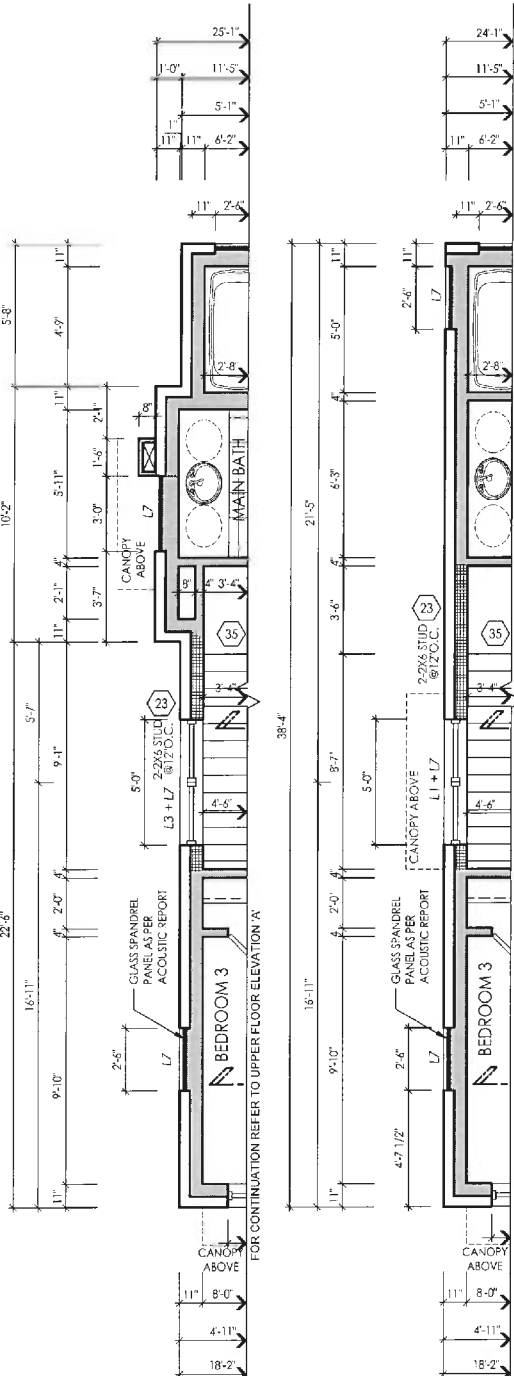 25'-1"
1'-0" 11'-5"
5'-1"
1"
11" 11" 6'-2"
11" 2'-6"
5'-8"
10'-2"
22'-6"
11"
4'-9"
11"
5'-11"
4"
2'-1"
11"
5'-7"
9'-1"
16'-11"
4"
2'-0"
4"
9'-10"
11"
1'-6"
3'-0"
3'-7"
8"
2'-8"
L7
CANOPY
ABOVE
MAIN BATH
8" 4" 3'-4"
35
23
2-2X6 STUD
@12"O.C.
3'-4"
5'-0"
L3 + L7
4'-6"
GLASS SPANDREL
PANEL AS PER
ACOUSTIC REPORT
BEDROOM 3
2'-6"
L7
FOR CONTINUATION REFER TO UPPER FLOOR ELEVATION 'A'
CANOPY
ABOVE
11" 8'-0"
4'-11"
18'-2"
24'-1"
11'-5"
5'-1"
11" 6'-2"
11" 2'-6"
38'-4"
21'-5"
16'-11"
11"
2'-6"
L7
5'-0"
4"
6'-3"
4"
3'-6"
8'-7"
4"
2'-0"
4"
9'-10"
11"
2'-8"
23
2-2X6 STUD
@12"O.C.
35
3'-4"
CANOPY ABOVE
L1 + L7
5'-0"
4'-6"
GLASS SPANDREL
PANEL AS PER
ACOUSTIC REPORT
BEDROOM 3
2'-6"
L7
4'-7 1/2"
CANOPY
ABOVE
11" 8'-0"
4'-11"
18'-2"